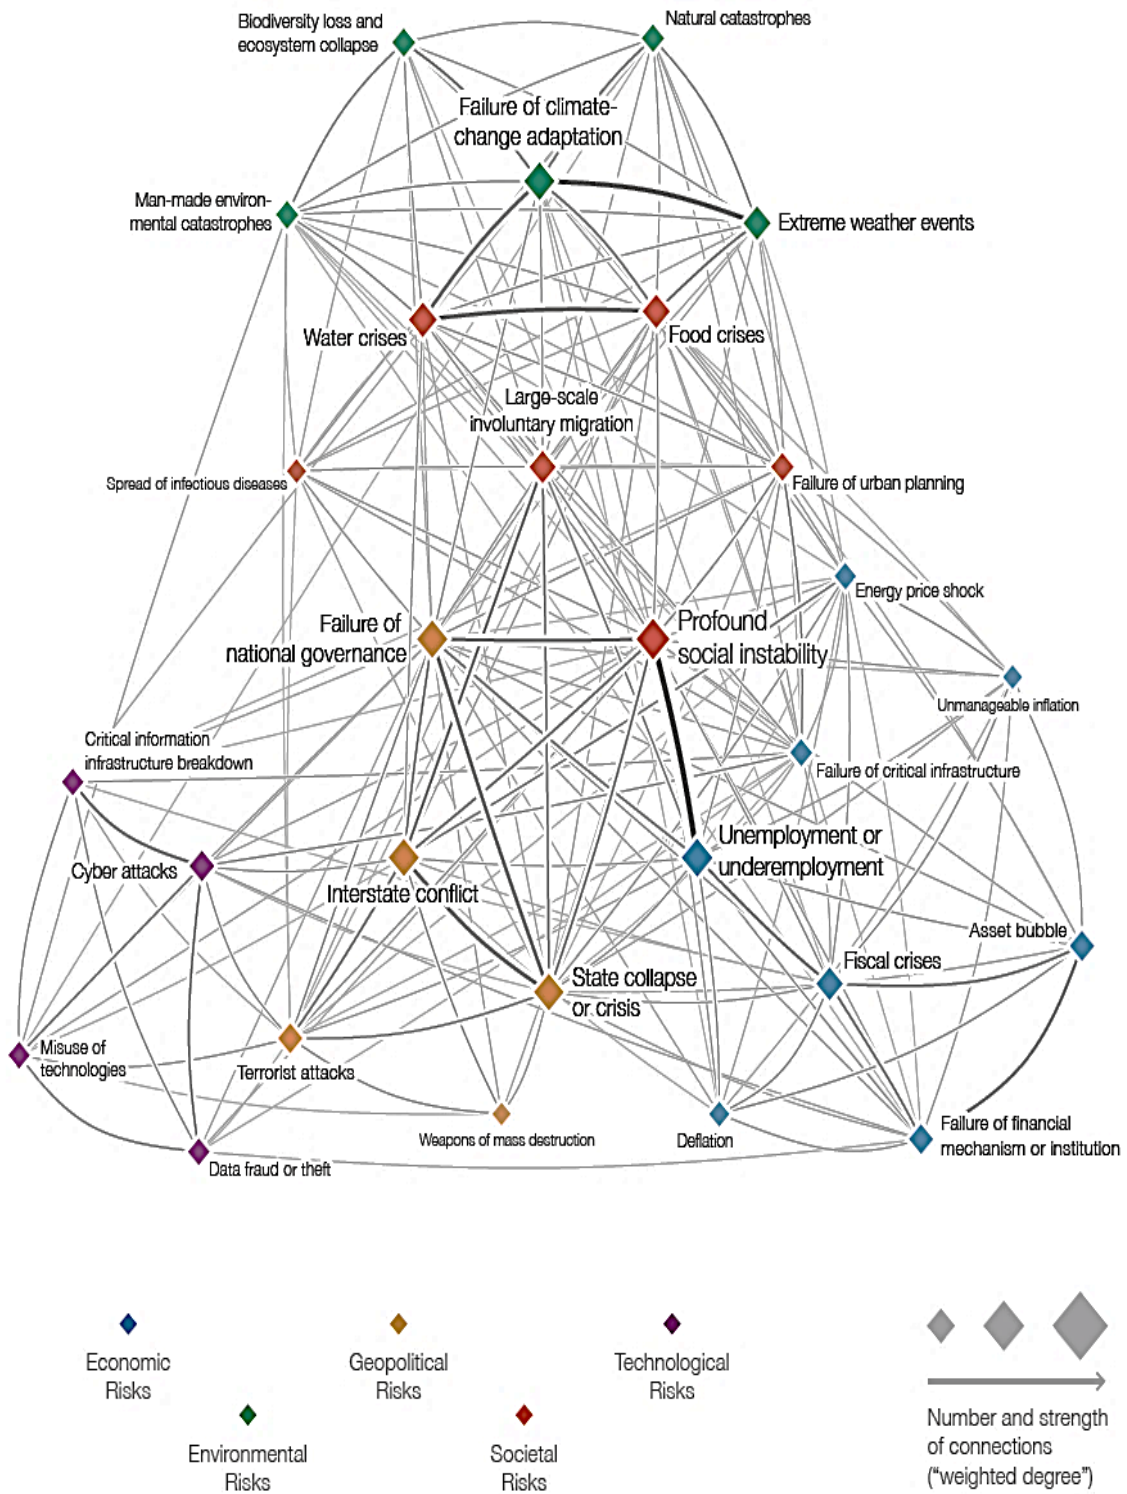 Biodiversity loss and
ecosystem collapse
Natural catastrophes
Failure of climate-
change adaptation
Man-made environ-
mental catastrophes
Extreme weather events
Water crises
Food crises
Large-scale
involuntary migration
Spread of infectious diseases
Failure of urban planning
Energy price shock
Failure of
national governance
Profound
social instability
Unmanageable inflation
Critical information
infrastructure breakdown
Failure of critical infrastructure
Cyber attacks
Interstate conflict
Unemployment or
underemployment
Asset bubble
Fiscal crises
State collapse
or crisis
Misuse of
technologies
Terrorist attacks
Weapons of mass destruction
Deflation
Failure of financial
mechanism or institution
Data fraud or theft
Economic
Risks
Geopolitical
Risks
Technological
Risks
Environmental
Risks
Societal
Risks
Number and strength
of connections
("weighted degree")